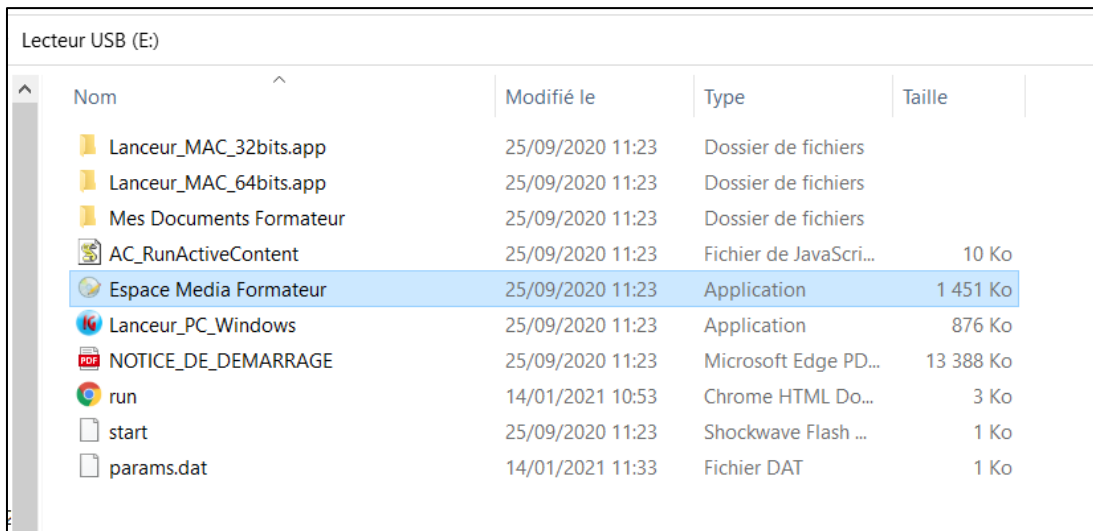 Lecteur USB (E:)
Nom Modifié le Type Taille
Lanceur_MAC_32bits.app 25/09/2020 11:23 Dossier de fichiers
Lanceur_MAC_64bits.app 25/09/2020 11:23 Dossier de fichiers
Mes Documents Formateur 25/09/2020 11:23 Dossier de fichiers
AC_RunActiveContent 25/09/2020 11:23 Fichier de JavaScri... 10 Ko
Espace Media Formateur 25/09/2020 11:23 Application 1 451 Ko
Lanceur_PC_Windows 25/09/2020 11:23 Application 876 Ko
PDF NOTICE_DE_DEMARRAGE 25/09/2020 11:23 Microsoft Edge PD... 13 388 Ko
run 14/01/2021 10:53 Chrome HTML Do... 3 Ko
start 25/09/2020 11:23 Shockwave Flash ... 1 Ko
params.dat 14/01/2021 11:33 Fichier DAT 1 Ko